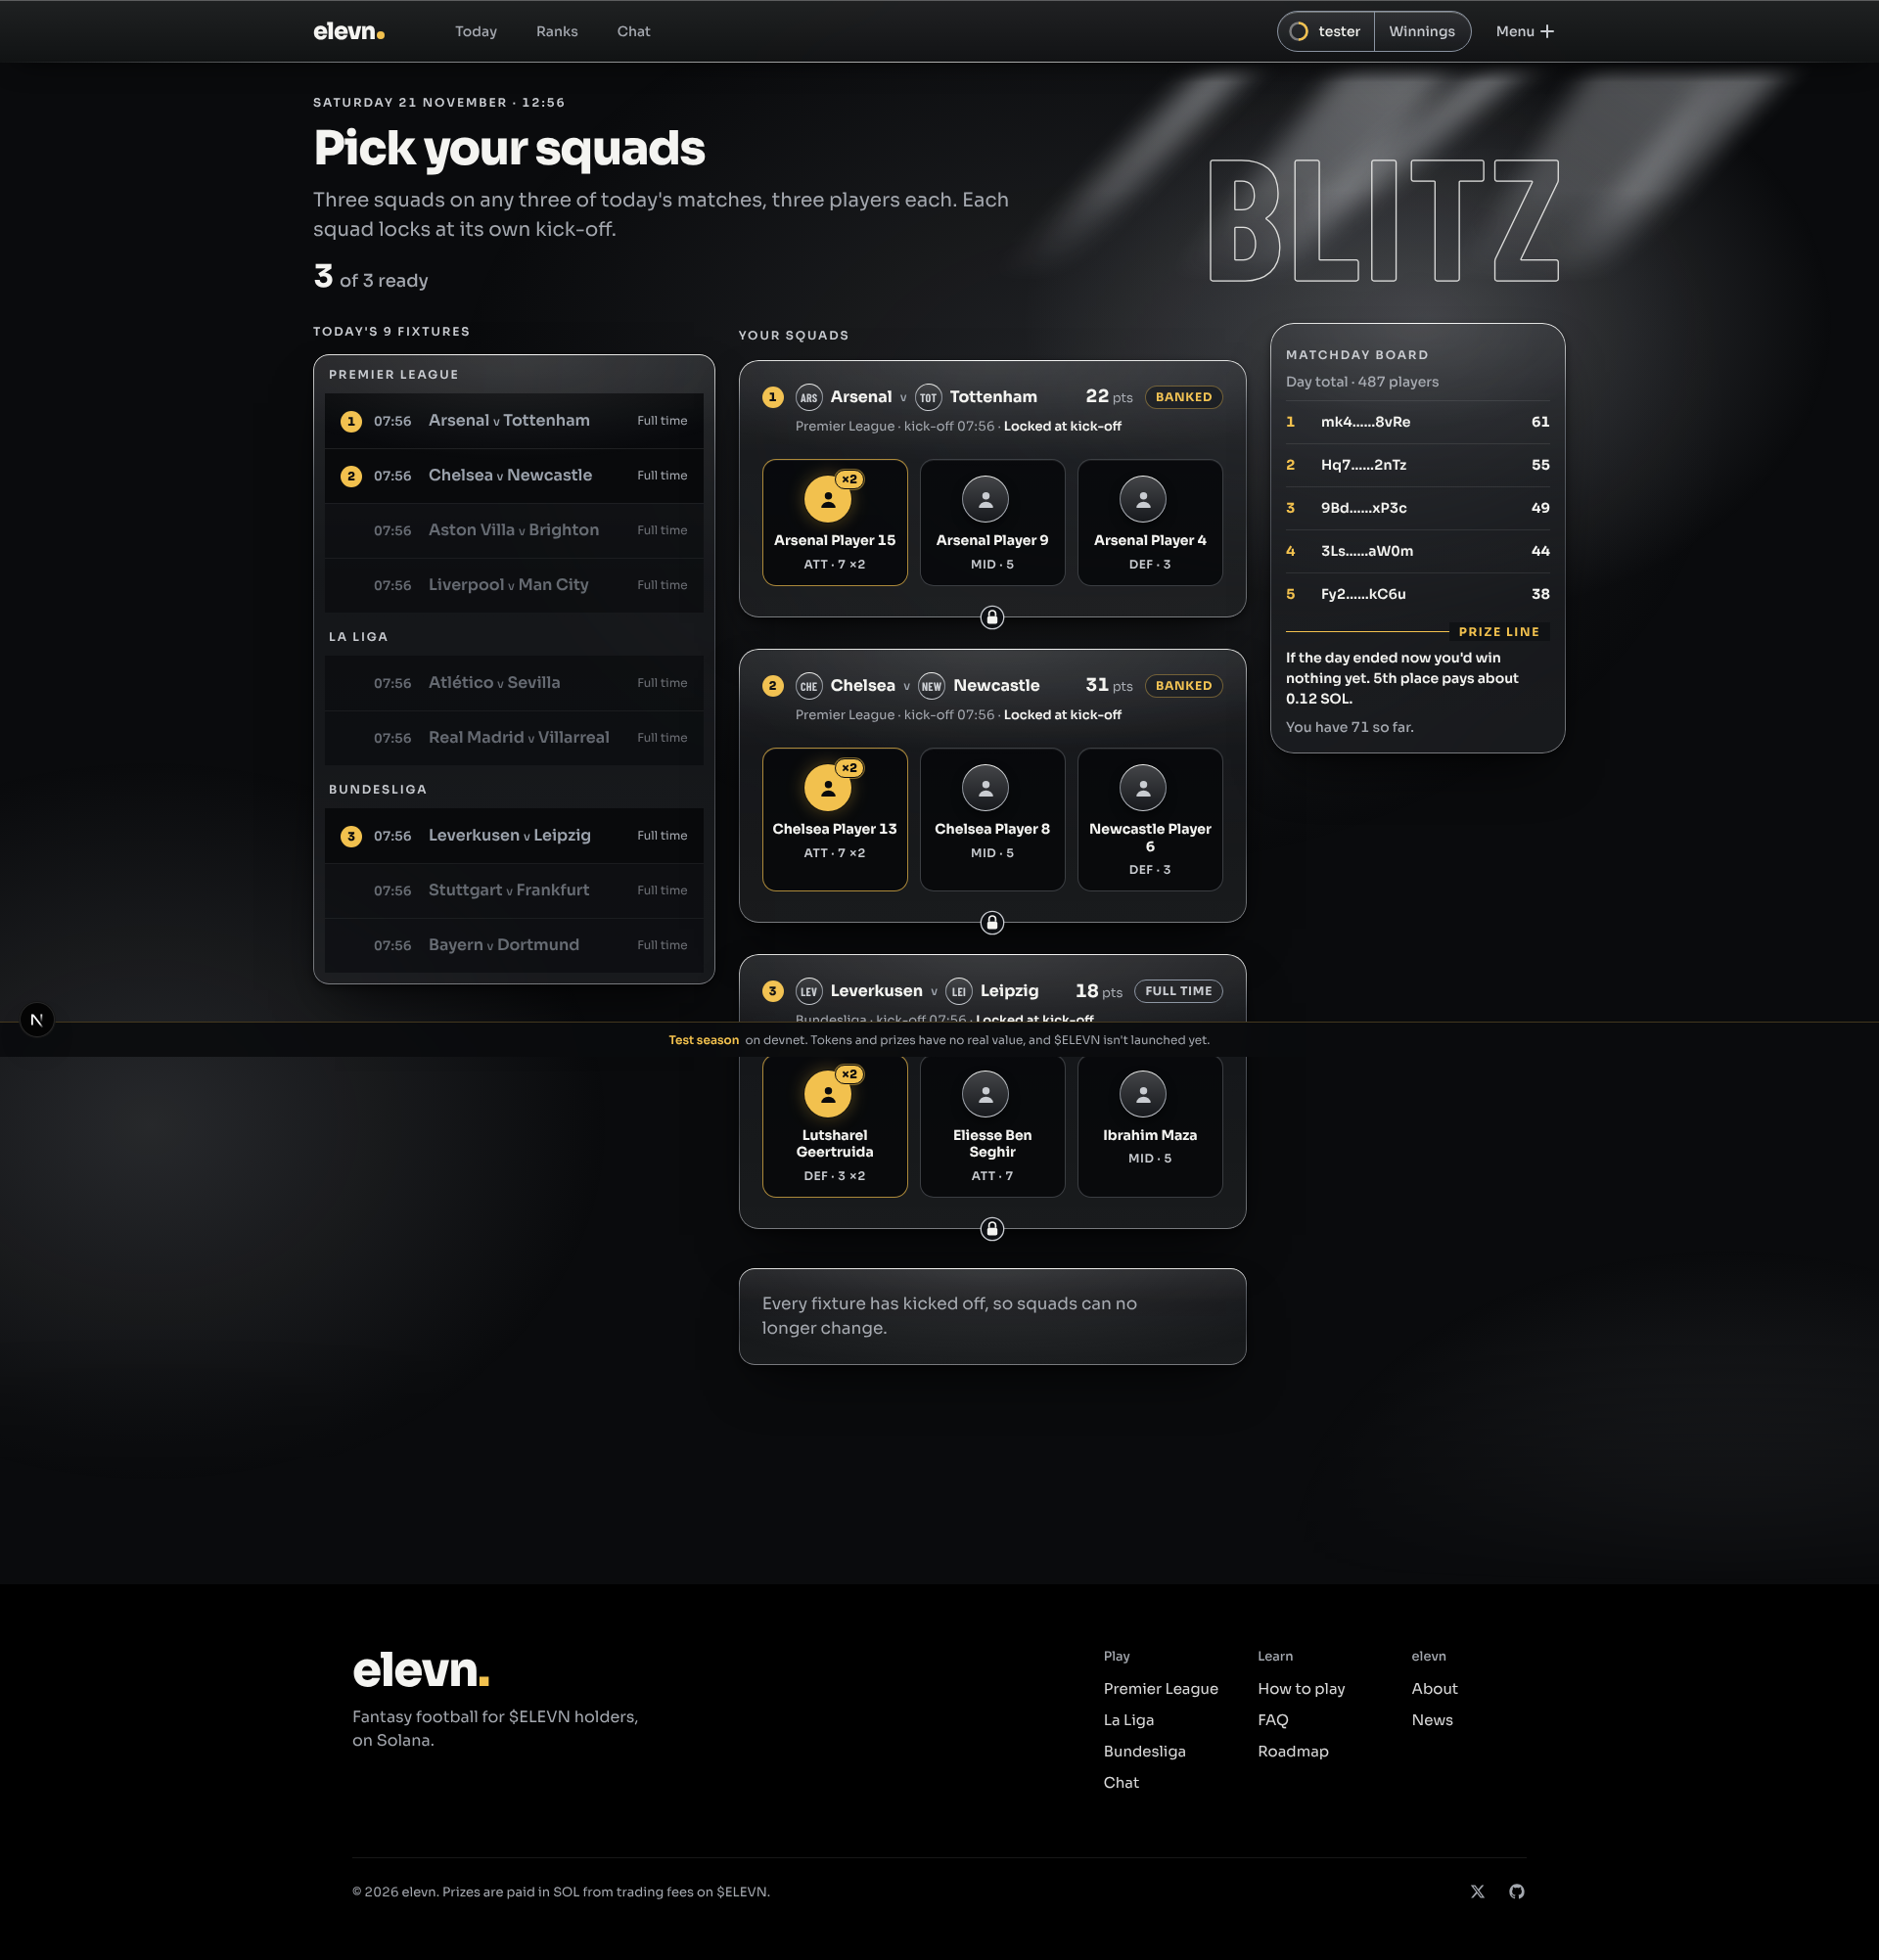 elevn.
Today
Ranks
Chat
tester
Winnings
Menu
SATURDAY 21 NOVEMBER · 12:56
Pick your squads
Three squads on any three of today's matches, three players each. Each
squad locks at its own kick-off.
3 of 3 ready
BLITZ
TODAY'S 9 FIXTURES
PREMIER LEAGUE
1 07:56 Arsenal v Tottenham Full time
2 07:56 Chelsea v Newcastle Full time
07:56 Aston Villa v Brighton Full time
07:56 Liverpool v Man City Full time
LA LIGA
07:56 Atlético v Sevilla Full time
07:56 Real Madrid v Villarreal Full time
BUNDESLIGA
3 07:56 Leverkusen v Leipzig Full time
07:56 Stuttgart v Frankfurt Full time
07:56 Bayern v Dortmund Full time
YOUR SQUADS
1 ARS Arsenal v TOT Tottenham 22 pts BANKED
Premier League · kick-off 07:56 · Locked at kick-off
×2
Arsenal Player 15
ATT · 7 ×2
Arsenal Player 9
MID · 5
Arsenal Player 4
DEF · 3
2 CHE Chelsea v NEW Newcastle 31 pts BANKED
Premier League · kick-off 07:56 · Locked at kick-off
×2
Chelsea Player 13
ATT · 7 ×2
Chelsea Player 8
MID · 5
Newcastle Player
6
DEF · 3
3 LEV Leverkusen v LEI Leipzig 18 pts FULL TIME
Bundesliga · kick-off 07:56 · Locked at kick-off
×2
Lutsharel
Geertruida
DEF · 3 ×2
Eliesse Ben
Seghir
ATT · 7
Ibrahim Maza
MID · 5
Every fixture has kicked off, so squads can no
longer change.
MATCHDAY BOARD
Day total · 487 players
1 mk4……8vRe 61
2 Hq7……2nTz 55
3 9Bd……xP3c 49
4 3Ls……aW0m 44
5 Fy2……kC6u 38
PRIZE LINE
If the day ended now you'd win
nothing yet. 5th place pays about
0.12 SOL.
You have 71 so far.
N
Test season on devnet. Tokens and prizes have no real value, and $ELEVN isn't launched yet.
elevn.
Fantasy football for $ELEVN holders,
on Solana.
Play
Premier League
La Liga
Bundesliga
Chat
Learn
How to play
FAQ
Roadmap
elevn
About
News
© 2026 elevn. Prizes are paid in SOL from trading fees on $ELEVN.